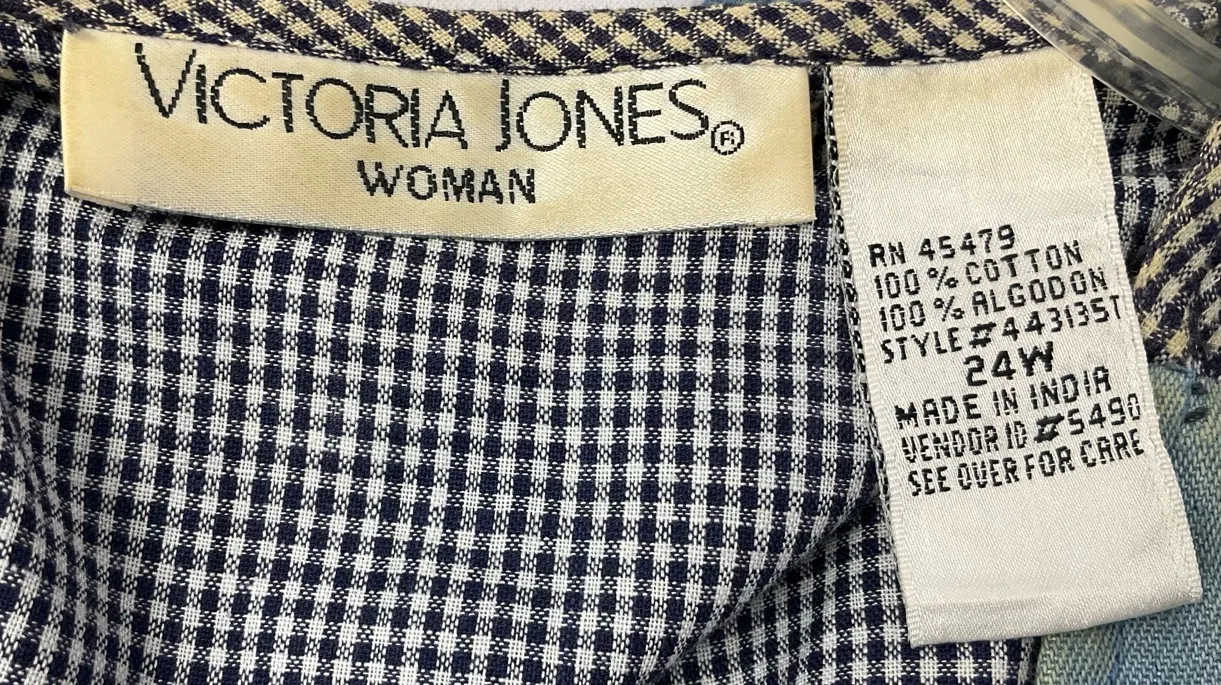 VICTORIA JONES®
WOMAN
RN 45479
100% COTTON
100% ALGODON
STYLE #443135T
24W
MADE IN INDIA
VENDOR ID #5490
SEE OVER FOR CARE